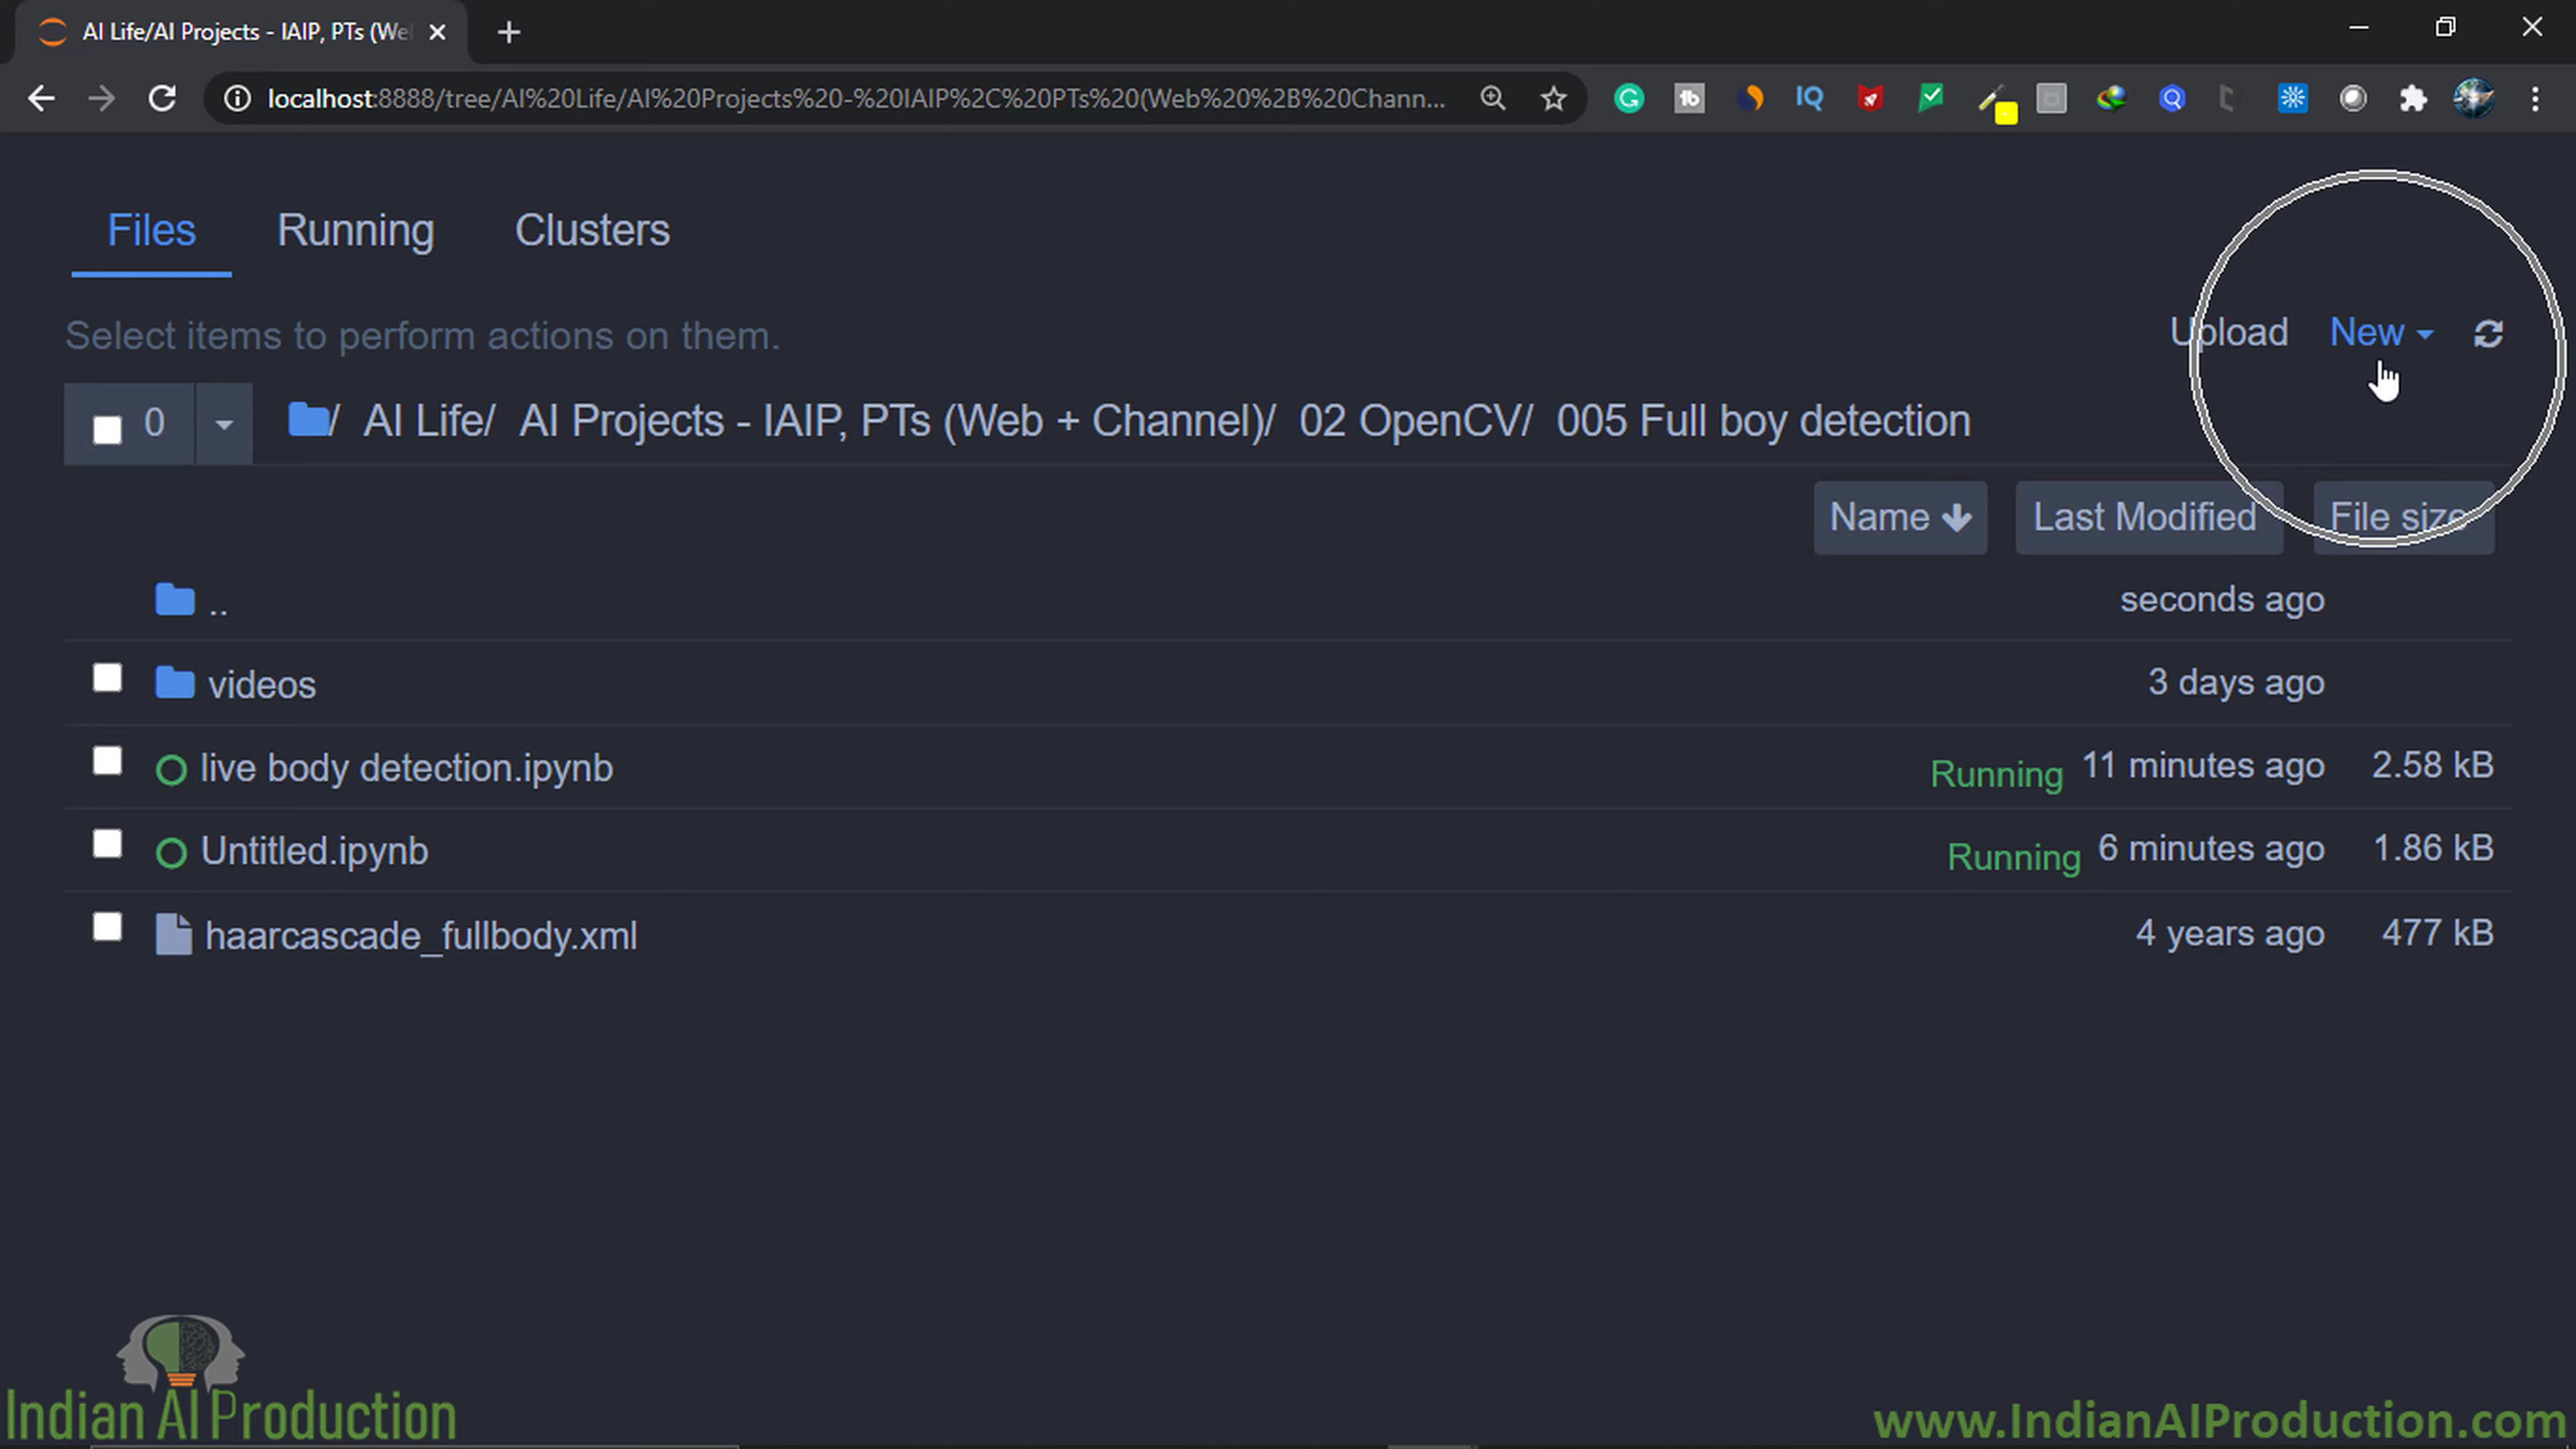 AI Life/AI Projects - IAIP, PTs (We
localhost:8888/tree/AI%20Life/AI%20Projects%20-%20IAIP%2C%20PTs%20(Web%20%2B%20Chann...
Files Running Clusters
Select items to perform actions on them.
Upload New
0 / AI Life/ AI Projects - IAIP, PTs (Web + Channel)/ 02 OpenCV/ 005 Full boy detection
Name Last Modified File size
.. seconds ago
videos 3 days ago
live body detection.ipynb Running 11 minutes ago 2.58 kB
Untitled.ipynb Running 6 minutes ago 1.86 kB
haarcascade_fullbody.xml 4 years ago 477 kB
Indian AI Production
www.IndianAIProduction.com